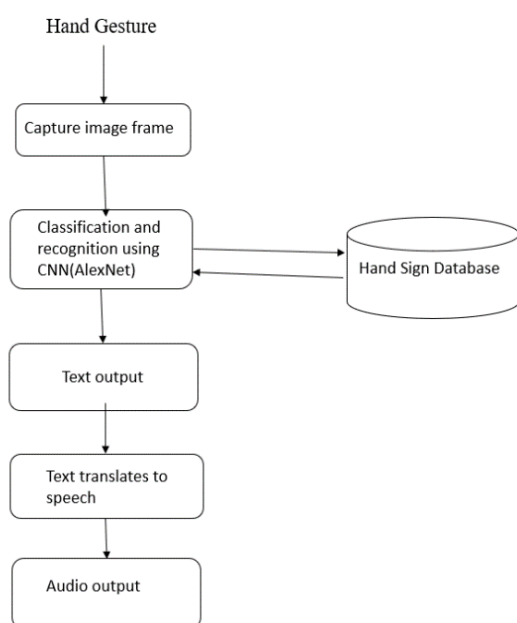 Hand Gesture
Capture image frame
Classification and
recognition using
CNN(AlexNet)
Hand Sign Database
Text output
Text translates to
speech
Audio output